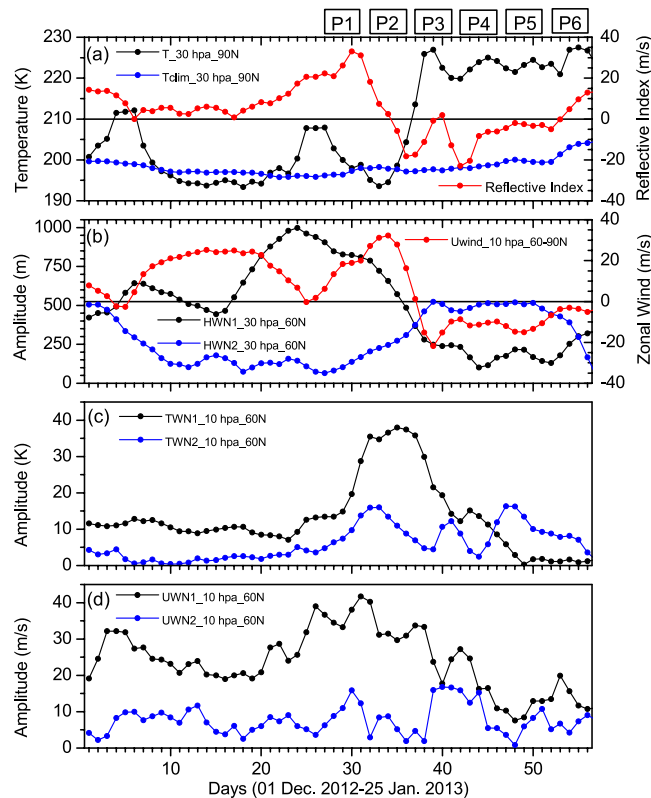 P1 P2 P3 P4 P5 P6
(a)
T_30 hpa_90N
Tclim_30 hpa_90N
Reflective Index
Temperature (K)
230
220
210
200
190
Reflective Index (m/s)
40
20
0
-20
-40
(b)
Uwind_10 hpa_60-90N
HWN1_30 hpa_60N
HWN2_30 hpa_60N
Amplitude (m)
1000
750
500
250
0
Zonal Wind (m/s)
40
20
0
-20
-40
(c)
TWN1_10 hpa_60N
TWN2_10 hpa_60N
Amplitude (K)
40
30
20
10
0
(d)
UWN1_10 hpa_60N
UWN2_10 hpa_60N
Amplitude (m/s)
40
30
20
10
0
10 20 30 40 50
Days (01 Dec. 2012-25 Jan. 2013)